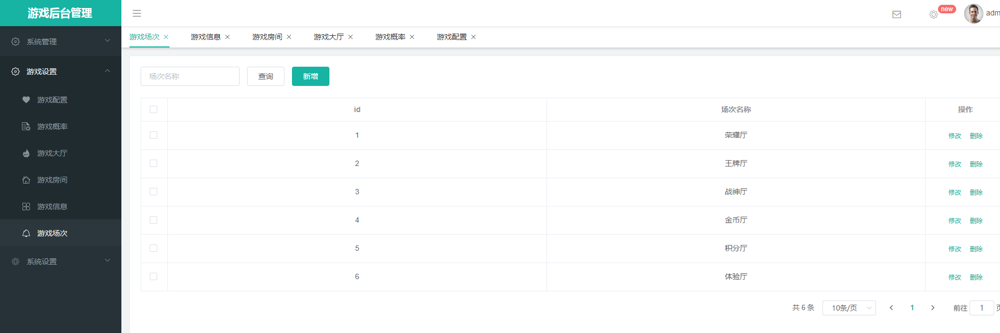 游戏后台管理
new
adm
系统管理
游戏设置
游戏配置
游戏概率
游戏大厅
游戏房间
游戏信息
游戏场次
系统设置
游戏场次 游戏信息 游戏房间 游戏大厅 游戏概率 游戏配置
场次名称 查询 新增
id 场次名称 操作
1 荣耀厅 修改 删除
2 王牌厅 修改 删除
3 战神厅 修改 删除
4 金币厅 修改 删除
5 积分厅 修改 删除
6 体验厅 修改 删除
共 6 条 10条/页 1 前往 1